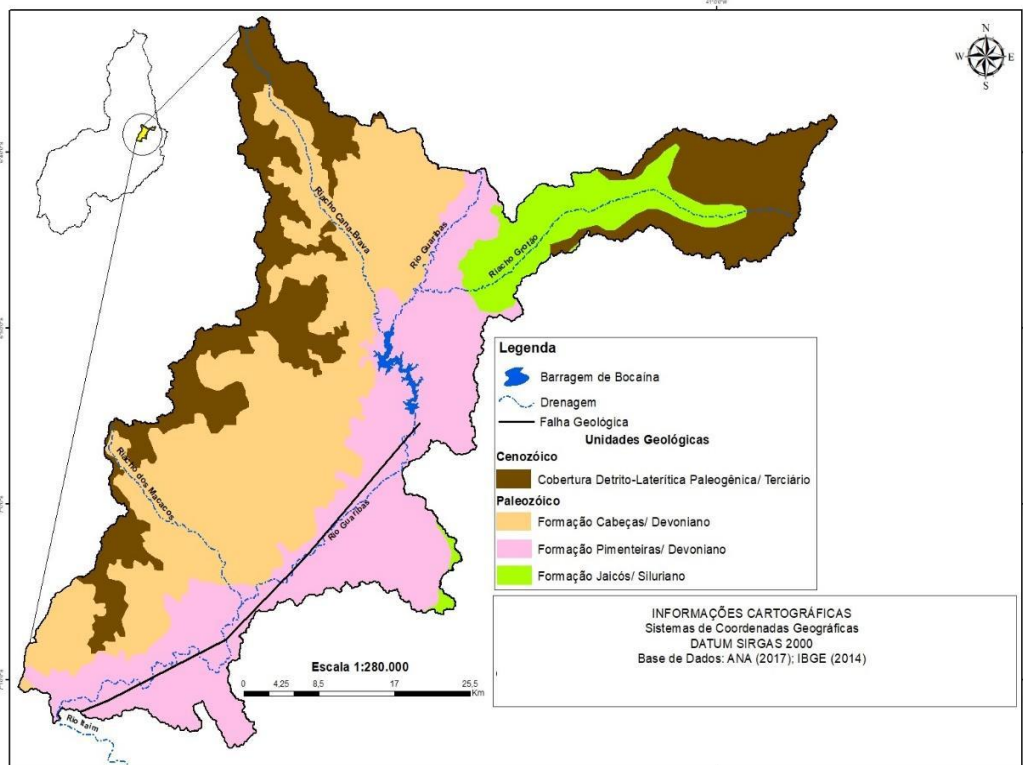 N
W E
S
Riacho Cana Brava
Rio Guaribas
Riacho Grotão
Legenda
Barragem de Bocaína
Drenagem
Falha Geológica
Unidades Geológicas
Cenozóico
Cobertura Detrito-Laterítica Paleogênica/ Terciário
Paleozóico
Formação Cabeças/ Devoniano
Formação Pimenteiras/ Devoniano
Formação Jaicós/ Siluriano
Riacho dos Macacos
Rio Guaribas
INFORMAÇÕES CARTOGRÁFICAS
Sistemas de Coordenadas Geográficas
DATUM SIRGAS 2000
Base de Dados: ANA (2017); IBGE (2014)
Escala 1:280.000
0 4,25 8,5 17 25,5
Km
Rio Itaim